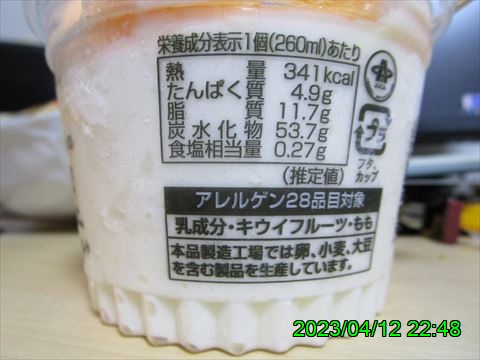 栄養成分表示1個(260ml)あたり
熱量 341kcal
たんぱく質 4.9g
脂質 11.7g
炭水化物 53.7g
食塩相当量 0.27g
(推定値)
プラ
フタ、
カップ
アレルゲン28品目対象
乳成分・キウイフルーツ・もも
本品製造工場では卵、小麦、大豆
を含む製品を生産しています。
2023/04/12 22:48